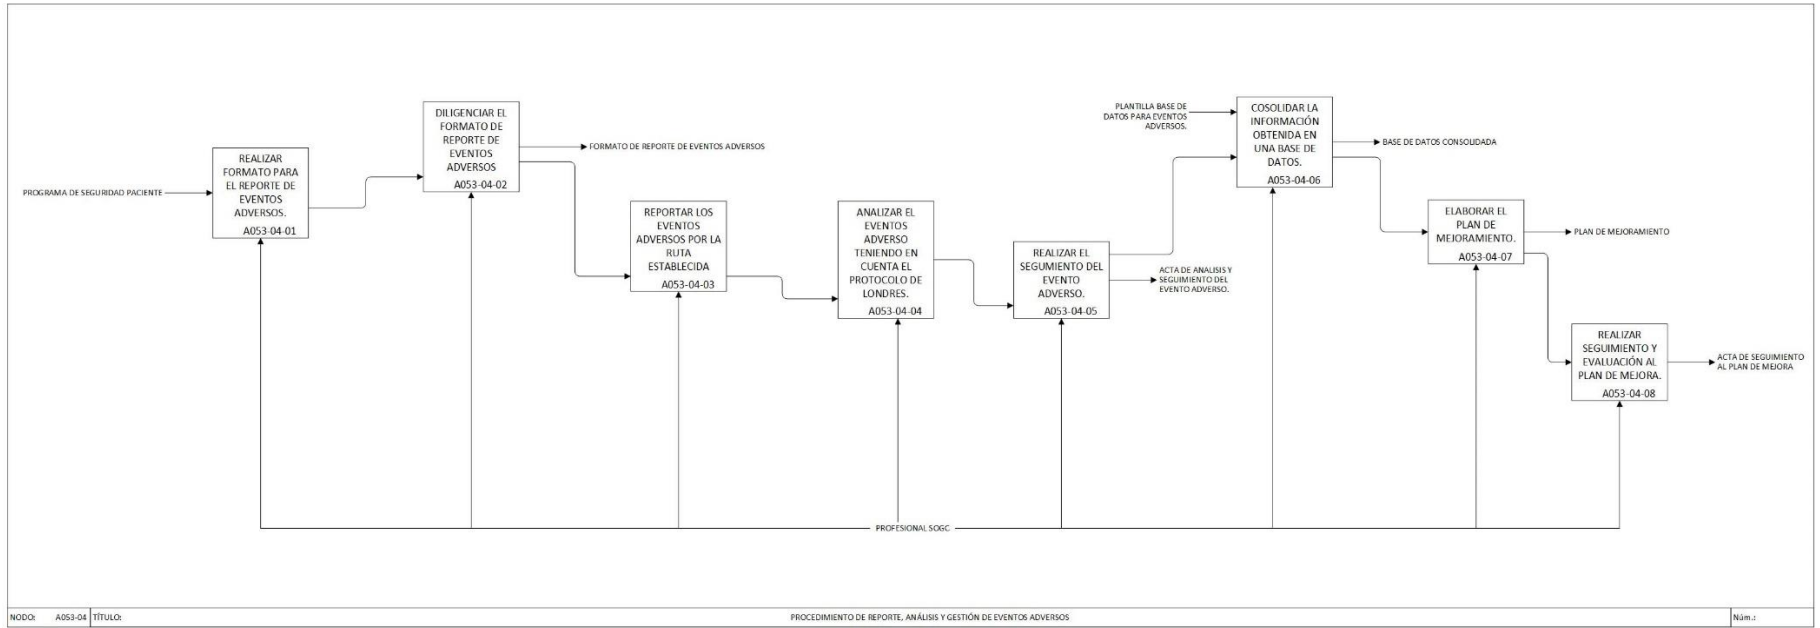 PROGRAMA DE SEGURIDAD PACIENTE
REALIZAR
FORMATO PARA
EL REPORTE DE
EVENTOS
ADVERSOS.
A053-04-01
DILIGENCIAR EL
FORMATO DE
REPORTE DE
EVENTOS
ADVERSOS
A053-04-02
FORMATO DE REPORTE DE EVENTOS ADVERSOS
REPORTAR LOS
EVENTOS
ADVERSOS POR LA
RUTA
ESTABLECIDA
A053-04-03
ANALIZAR EL
EVENTOS
ADVERSO
TENIENDO EN
CUENTA EL
PROTOCOLO DE
LONDRES.
A053-04-04
REALIZAR EL
SEGUMIENTO DEL
EVENTO
ADVERSO.
A053-04-05
ACTA DE ANALISIS Y
SEGUIMIENTO DEL
EVENTO ADVERSO.
PLANTILLA BASE DE
DATOS PARA EVENTOS
ADVERSOS.
COSOLIDAR LA
INFORMACIÓN
OBTENIDA EN
UNA BASE DE
DATOS.
A053-04-06
BASE DE DATOS CONSOLIDADA
ELABORAR EL
PLAN DE
MEJORAMIENTO.
A053-04-07
PLAN DE MEJORAMIENTO
REALIZAR
SEGUIMIENTO Y
EVALUACIÓN AL
PLAN DE MEJORA.
A053-04-08
ACTA DE SEGUIMIENTO
AL PLAN DE MEJORA
PROFESIONAL SOGC.
NODO: A053-04 TÍTULO: PROCEDIMIENTO DE REPORTE, ANÁLISIS Y GESTIÓN DE EVENTOS ADVERSOS Núm.: